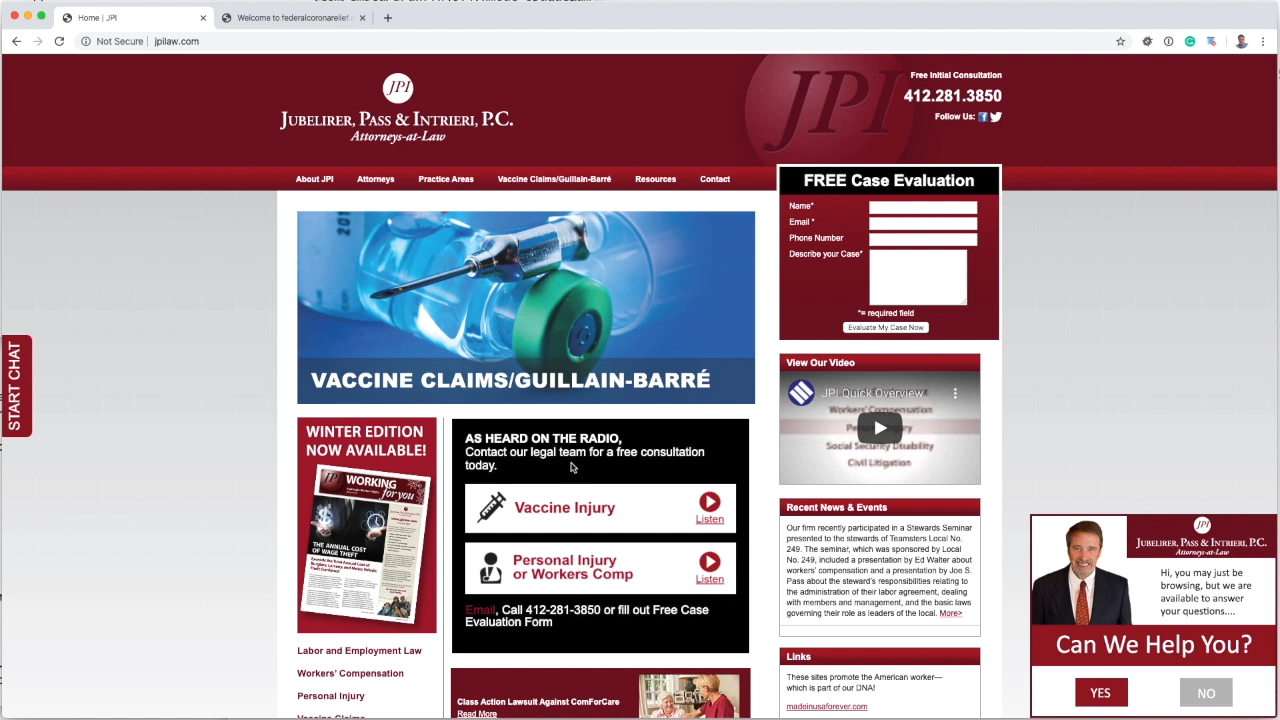 Home | JPI
Welcome to federalcoronarelief.
Not Secure | jpilaw.com
JPI
JUBELIRER, PASS & INTRIERI, P.C.
Attorneys-at-Law
JPI
Free Initial Consultation
412.281.3850
Follow Us:
About JPI Attorneys Practice Areas Vaccine Claims/Guillain-Barré Resources Contact
FREE Case Evaluation
Name*
Email *
Phone Number
Describe your Case*
*= required field
Evaluate My Case Now
VACCINE CLAIMS/GUILLAIN-BARRÉ
START CHAT
View Our Video
JPI Quick Overview
Workers' Compensation
Personal Injury
Social Security Disability
Civil Litigation
WINTER EDITION
NOW AVAILABLE!
JPI WORKING
for you
THE ANNUAL COST
OF WAGE THEFT
AS HEARD ON THE RADIO,
Contact our legal team for a free consultation
today.
Vaccine Injury
Listen
Personal Injury
or Workers Comp
Listen
Email, Call 412-281-3850 or fill out Free Case
Evaluation Form
Recent News & Events
Our firm recently participated in a Stewards Seminar
presented to the stewards of Teamsters Local No.
249. The seminar, which was sponsored by Local
No. 249, included a presentation by Ed Walter about
workers' compensation and a presentation by Joe S.
Pass about the steward's responsibilities relating to
the administration of their labor agreement, dealing
with members and management, and the basic laws
governing their role as leaders of the local. More>
Links
These sites promote the American worker—
which is part of our DNA!
madeinusaforever.com
Labor and Employment Law
Workers' Compensation
Personal Injury
Vaccine Claims
Class Action Lawsuit Against ComForCare
Read More
JPI
JUBELIRER, PASS & INTRIERI, P.C.
Attorneys-at-Law
Hi, you may just be
browsing, but we are
available to answer
your questions....
Can We Help You?
YES NO